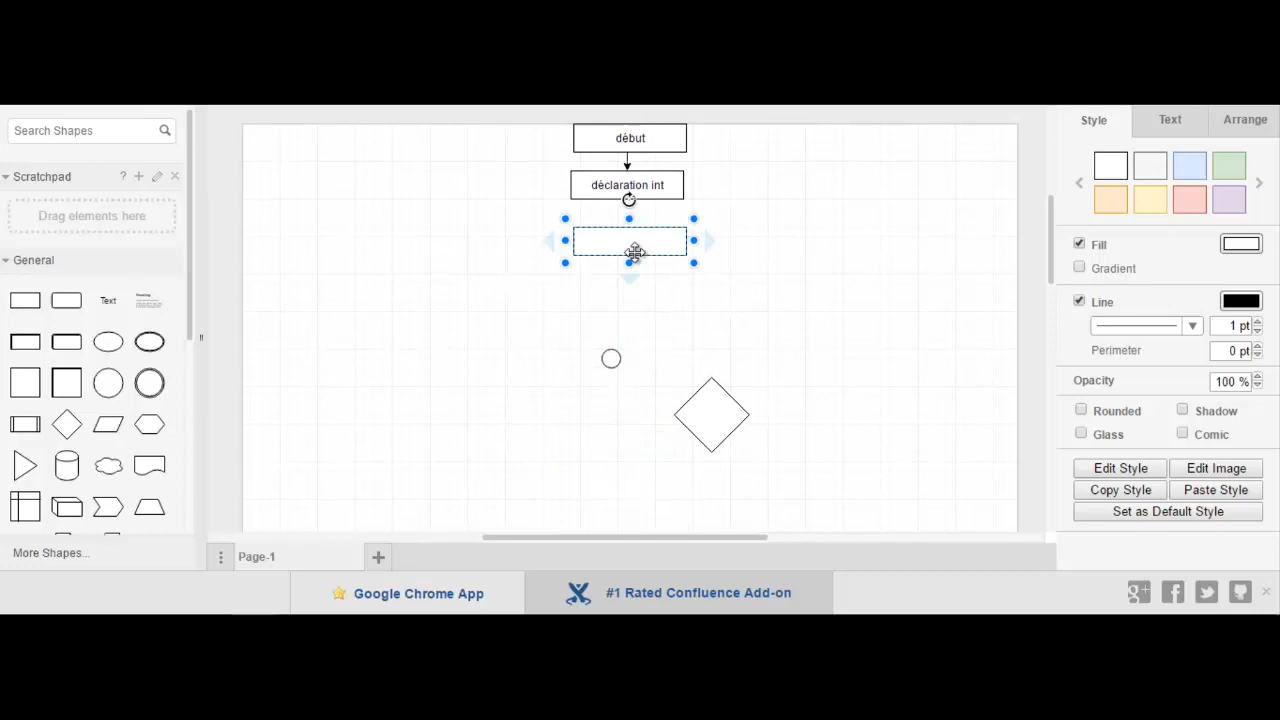 Search Shapes
Scratchpad
?
Drag elements here
General
Text
Heading
More Shapes...
début
déclaration int
Page-1
Google Chrome App
#1 Rated Confluence Add-on
Style
Text
Arrange
Fill
Gradient
Line
1 pt
Perimeter
0 pt
Opacity
100 %
Rounded
Shadow
Glass
Comic
Edit Style
Edit Image
Copy Style
Paste Style
Set as Default Style